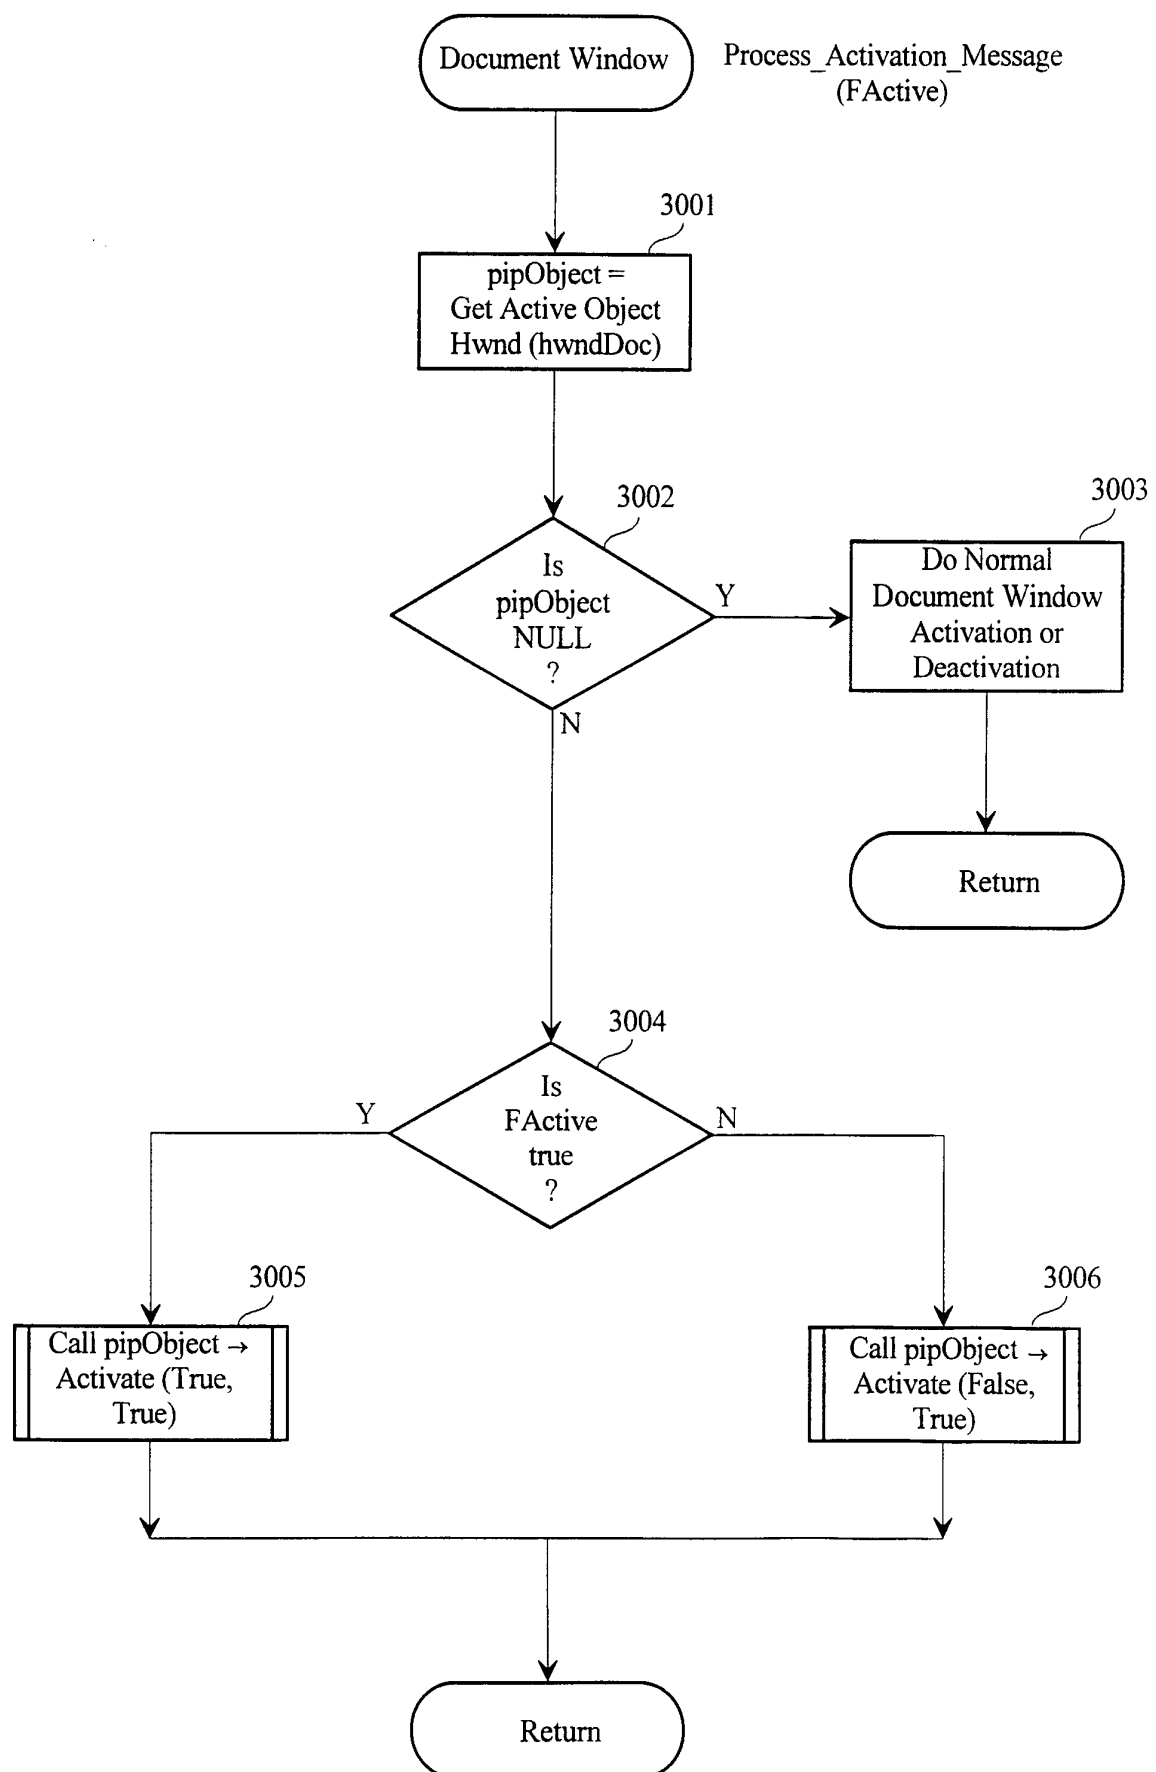 Document Window
Process_Activation_Message
(FActive)
3001
pipObject =
Get Active Object
Hwnd (hwndDoc)
3002
Is
pipObject
NULL
?
Y
N
3003
Do Normal
Document Window
Activation or
Deactivation
Return
3004
Is
FActive
true
?
Y
N
3005
Call pipObject →
Activate (True,
True)
3006
Call pipObject →
Activate (False,
True)
Return